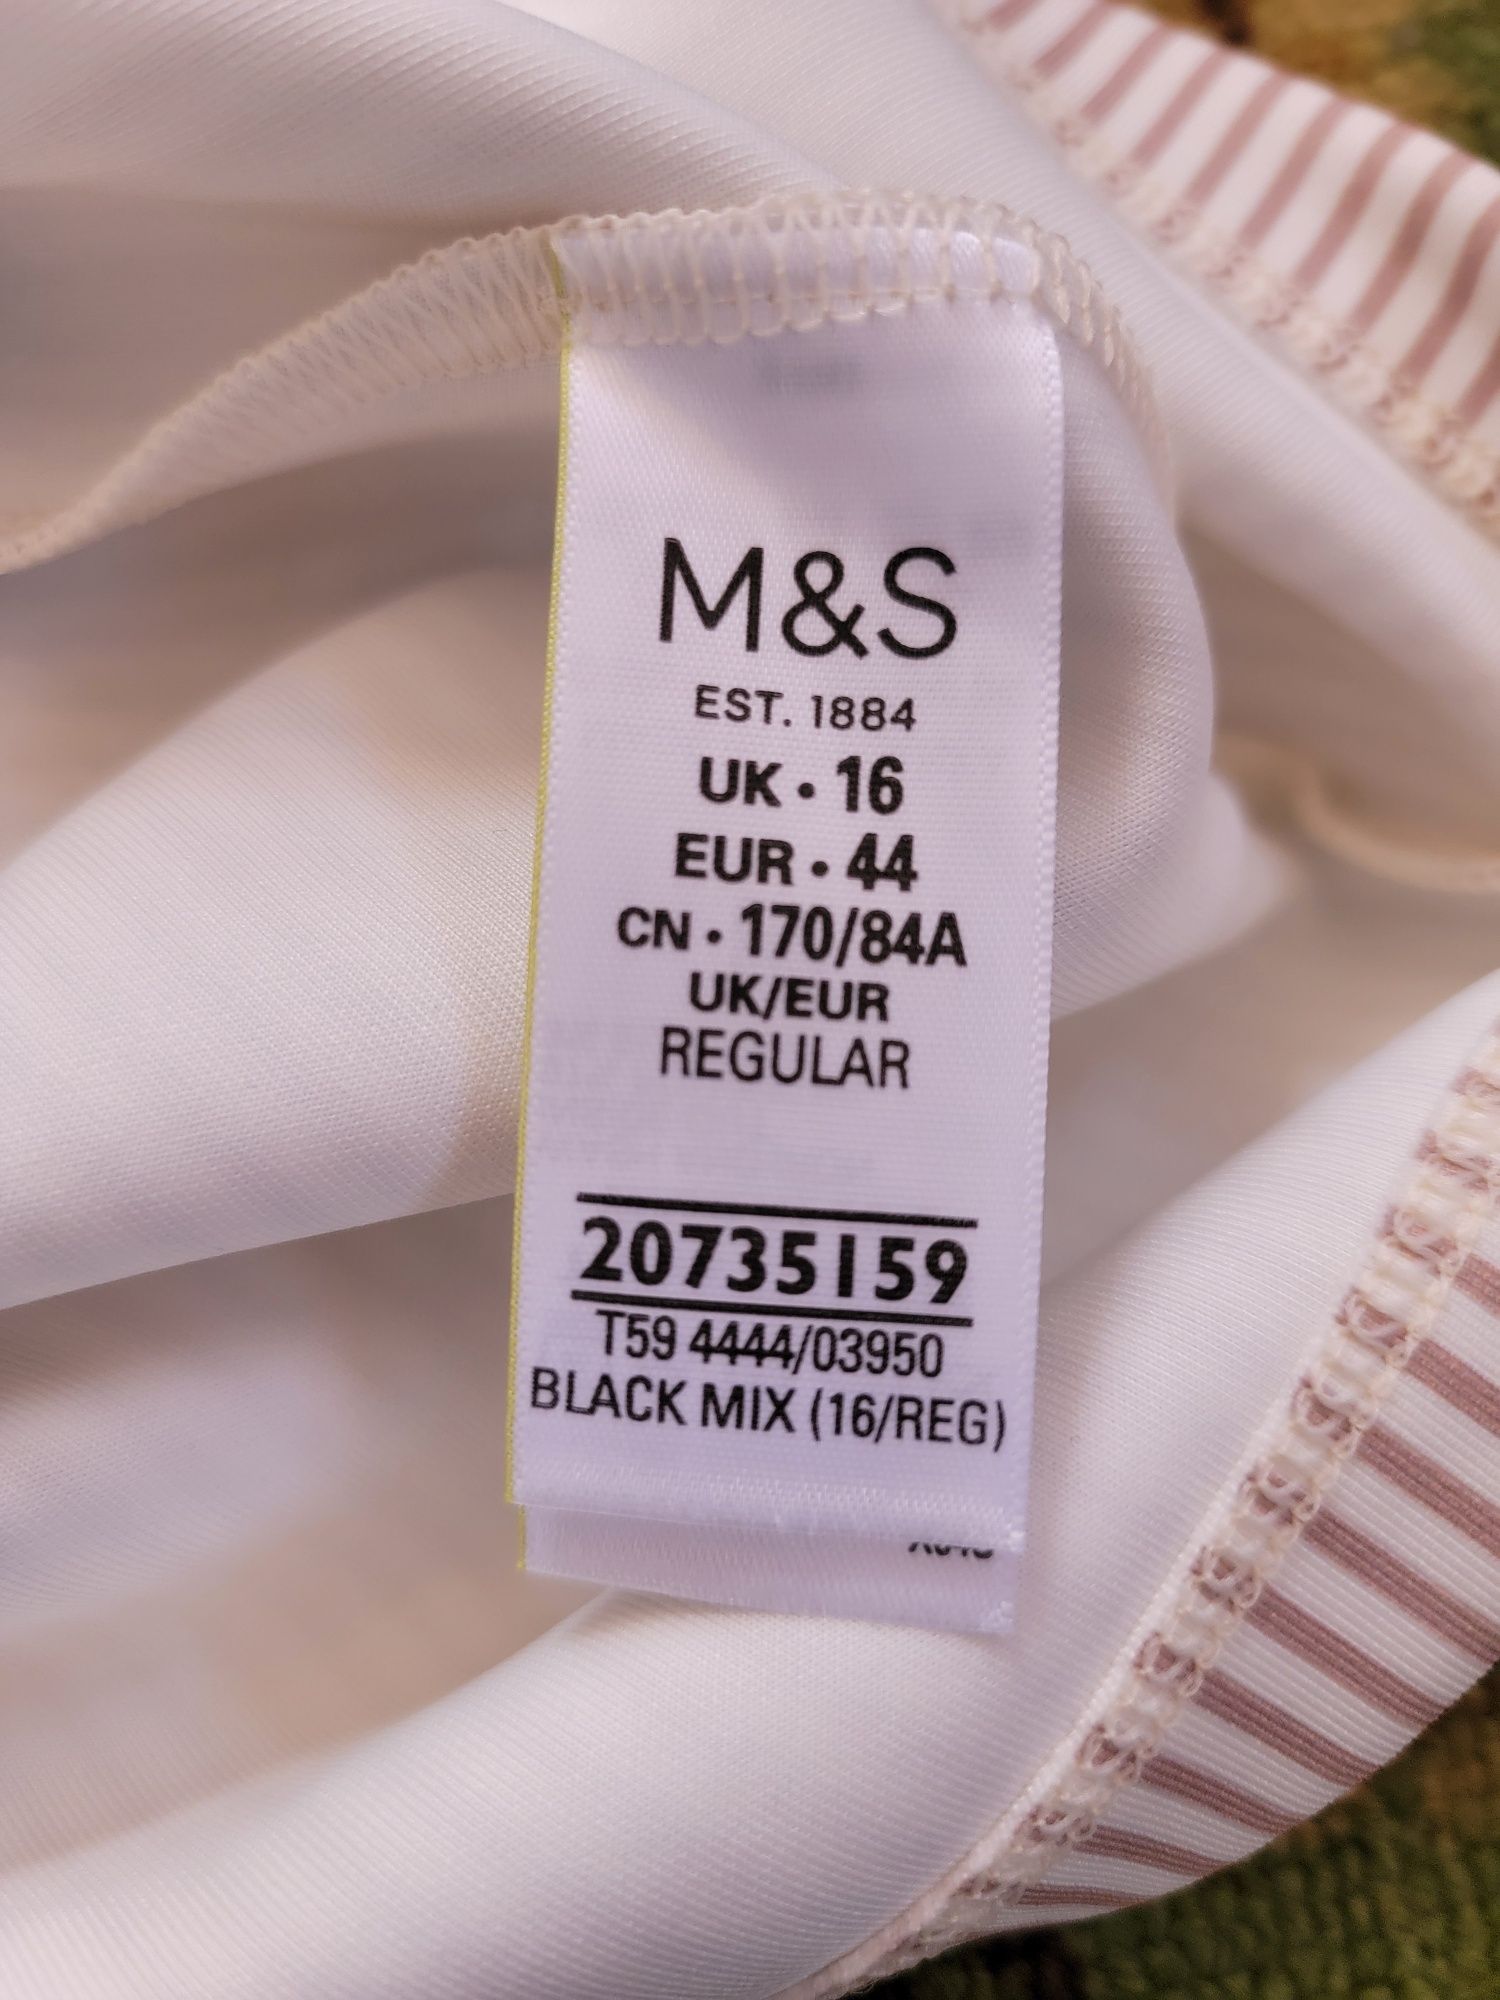 M&S
EST. 1884
UK • 16
EUR • 44
CN • 170/84A
UK/EUR
REGULAR
20735159
T59 4444/03950
BLACK MIX (16/REG)